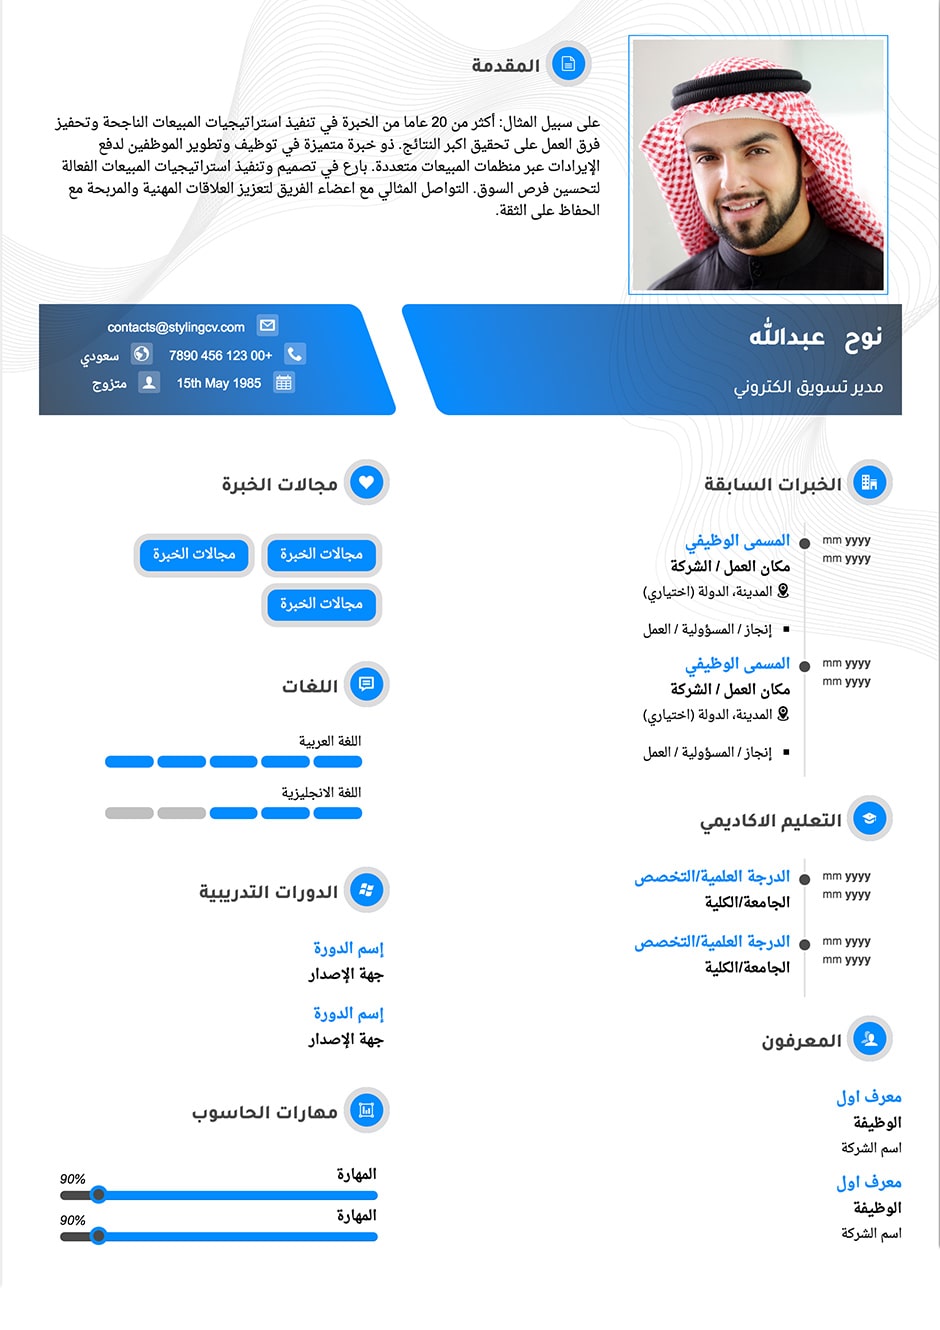 المقدمة
على سبيل المثال: أكثر من 20 عاما من الخبرة في تنفيذ استراتيجيات المبيعات الناجحة وتحفيز
فرق العمل على تحقيق اكبر النتائج. ذو خبرة متميزة في توظيف وتطوير الموظفين لدفع
الإيرادات عبر منظمات المبيعات متعددة. بارع في تصميم وتنفيذ استراتيجيات المبيعات الفعالة
لتحسين فرص السوق. التواصل المثالي مع اعضاء الفريق لتعزيز العلاقات المهنية والمربحة مع
الحفاظ على الثقة.
نوح عبدالله
مدير تسويق الكتروني
contacts@stylingcv.com
+00 123 456 7890
سعودي
15th May 1985
متزوج
الخبرات السابقة
mm yyyy
mm yyyy
المسمى الوظيفي
مكان العمل / الشركة
المدينة، الدولة (اختياري)
▪ إنجاز / المسؤولية / العمل
mm yyyy
mm yyyy
المسمى الوظيفي
مكان العمل / الشركة
المدينة، الدولة (اختياري)
▪ إنجاز / المسؤولية / العمل
التعليم الاكاديمي
mm yyyy
mm yyyy
الدرجة العلمية/التخصص
الجامعة/الكلية
mm yyyy
mm yyyy
الدرجة العلمية/التخصص
الجامعة/الكلية
المعرفون
معرف اول
الوظيفة
اسم الشركة
معرف اول
الوظيفة
اسم الشركة
مجالات الخبرة
مجالات الخبرة
مجالات الخبرة
مجالات الخبرة
اللغات
اللغة العربية
اللغة الانجليزية
الدورات التدريبية
إسم الدورة
جهة الإصدار
إسم الدورة
جهة الإصدار
مهارات الحاسوب
المهارة
90%
المهارة
90%